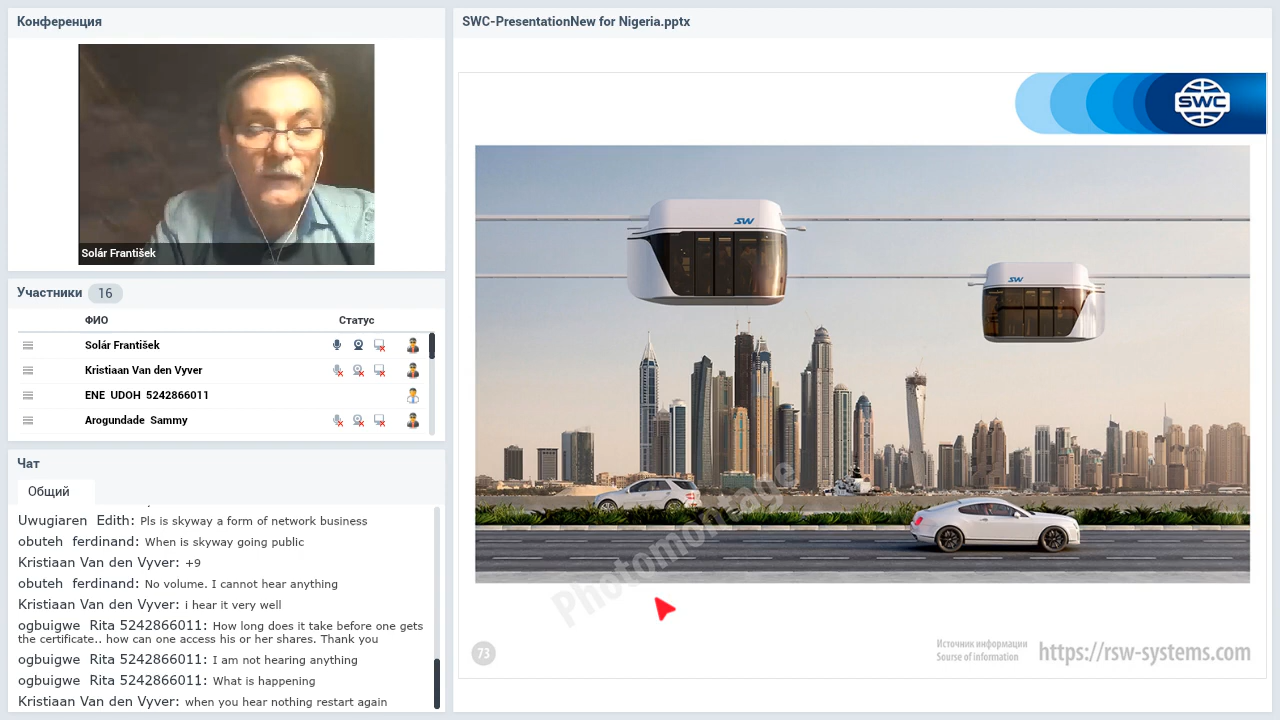 Конференция
Solár František
Участники 16
ФИО Статус
Solár František
Kristiaan Van den Vyver
ENE UDOH 5242866011
Arogundade Sammy
Чат
Общий
Uwugiaren Edith: Pls is skyway a form of network business
obuteh ferdinand: When is skyway going public
Kristiaan Van den Vyver: +9
obuteh ferdinand: No volume. I cannot hear anything
Kristiaan Van den Vyver: i hear it very well
ogbuigwe Rita 5242866011: How long does it take before one gets
the certificate.. how can one access his or her shares. Thank you
ogbuigwe Rita 5242866011: I am not hearing anything
ogbuigwe Rita 5242866011: What is happening
Kristiaan Van den Vyver: when you hear nothing restart again
SWC-PresentationNew for Nigeria.pptx
SWC
SW
SW
Photomontage
73
Источник информации
Sourse of information
https://rsw-systems.com